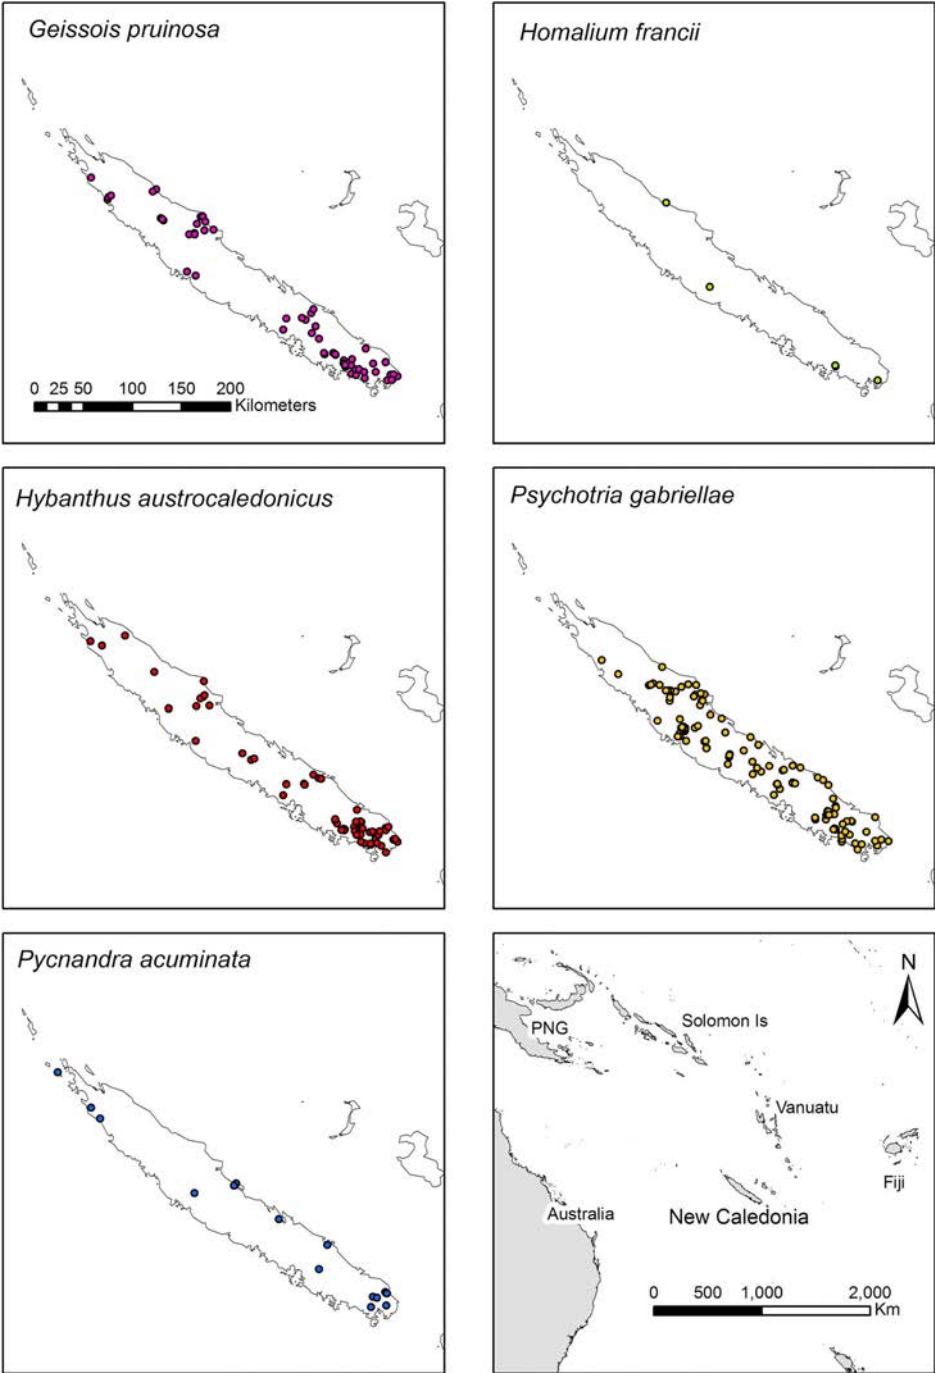 Geissois pruinosa
Homalium francii
0 25 50 100 150 200
Kilometers
Hybanthus austrocaledonicus
Psychotria gabriellae
Pycnandra acuminata
N
PNG
Solomon Is
Vanuatu
Fiji
Australia
New Caledonia
0 500 1,000 2,000
Km